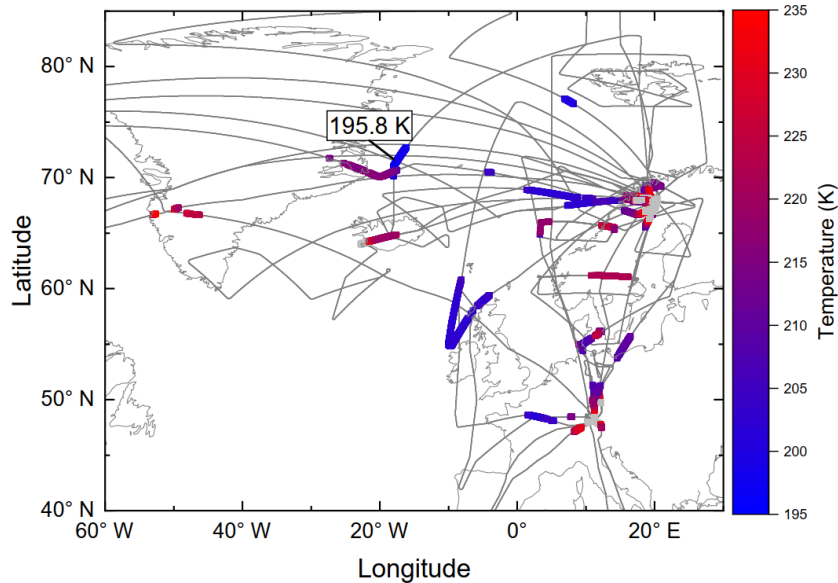 80° N
70° N
60° N
50° N
40° N
Latitude
195.8 K
60° W
40° W
20° W
0°
20° E
Longitude
235
230
225
220
215
210
205
200
195
Temperature (K)